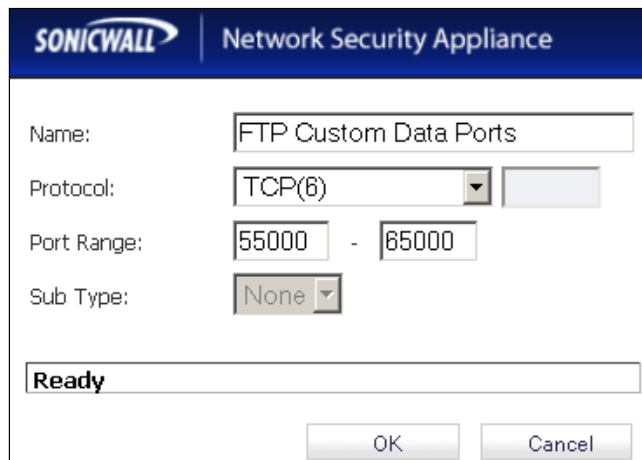 SONICWALL Network Security Appliance
Name: FTP Custom Data Ports
Protocol: TCP(6)
Port Range: 55000 - 65000
Sub Type: None
Ready
OK Cancel